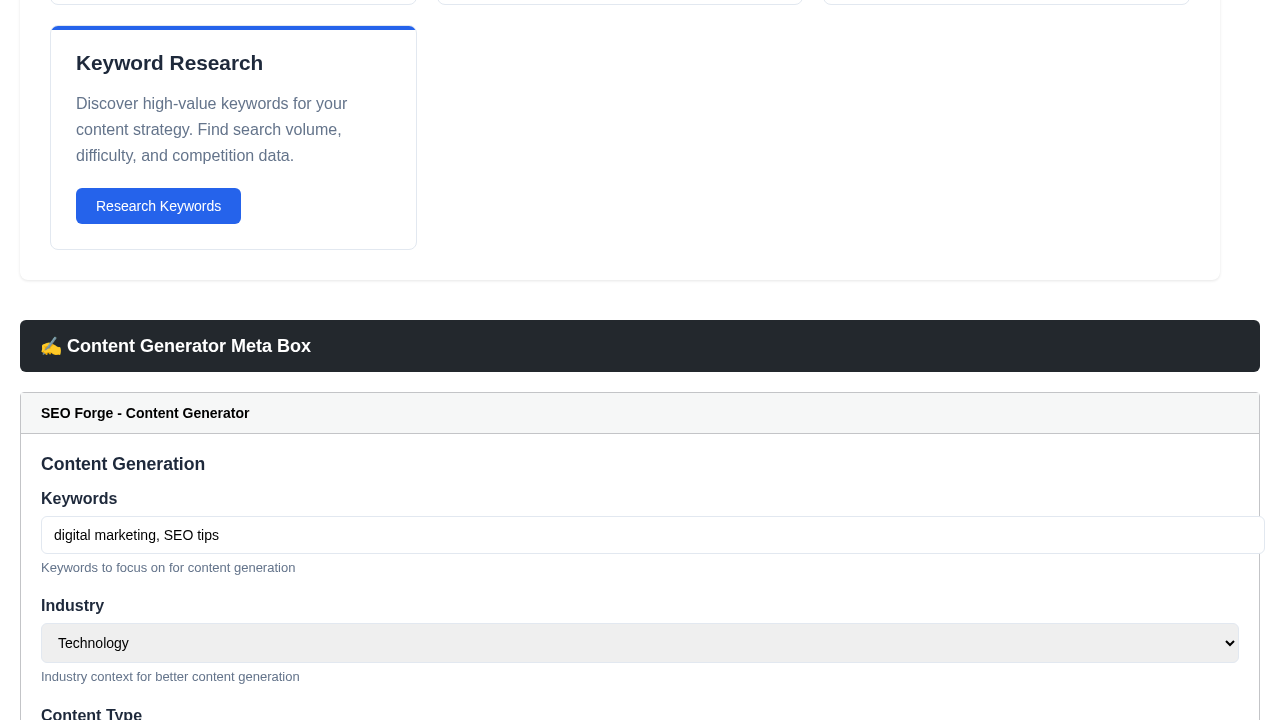 Keyword Research
Discover high-value keywords for your
content strategy. Find search volume,
difficulty, and competition data.
Research Keywords
✍️ Content Generator Meta Box
SEO Forge - Content Generator
Content Generation
Keywords
digital marketing, SEO tips
Keywords to focus on for content generation
Industry
Technology
Industry context for better content generation
Content Type